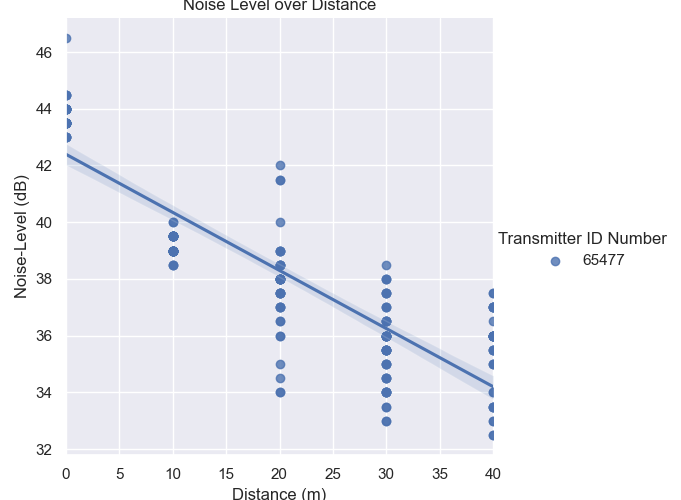 Noise Level over Distance
46
44
42
40
38
36
34
32
Noise-Level (dB)
0 5 10 15 20 25 30 35 40
Distance (m)
Transmitter ID Number
65477